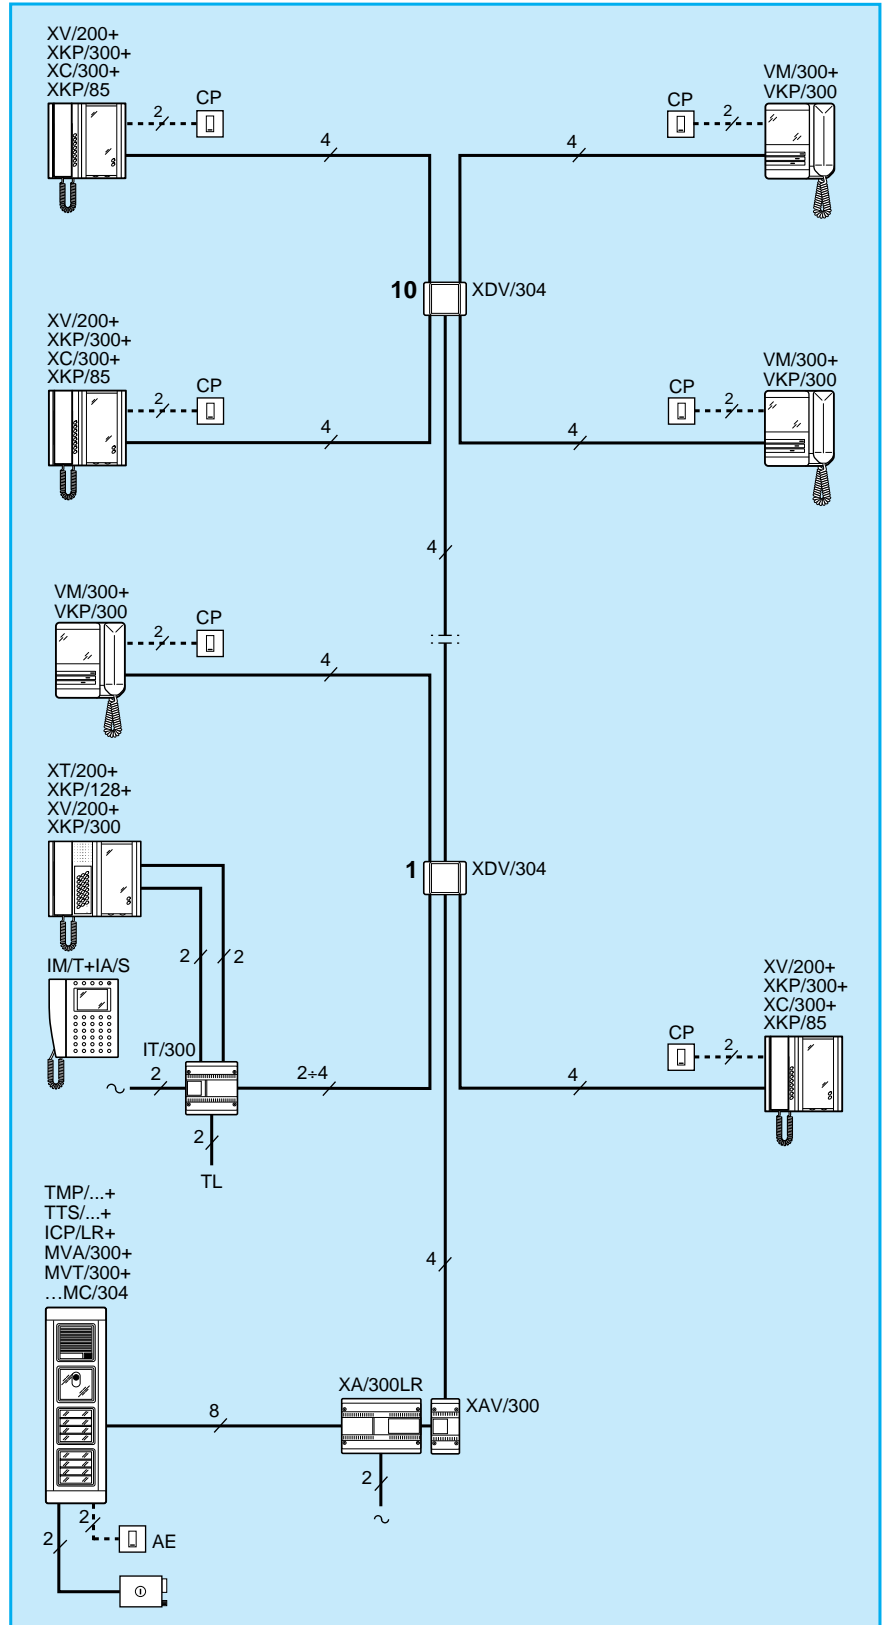 XV/200+
XKP/300+
XC/300+
XKP/85
2
CP
4
CP
2
VM/300+
VKP/300
4
10
XDV/304
XV/200+
XKP/300+
XC/300+
XKP/85
2
CP
4
CP
2
VM/300+
VKP/300
4
4
VM/300+
VKP/300
2
CP
4
XT/200+
XKP/128+
XV/200+
XKP/300
1
XDV/304
2
2
IM/T+IA/S
IT/300
2
2÷4
2
TL
XV/200+
XKP/300+
XC/300+
XKP/85
CP
2
4
TMP/...+
TTS/...+
ICP/LR+
MVA/300+
MVT/300+
...MC/304
4
8
XA/300LR
XAV/300
2
2
2
AE